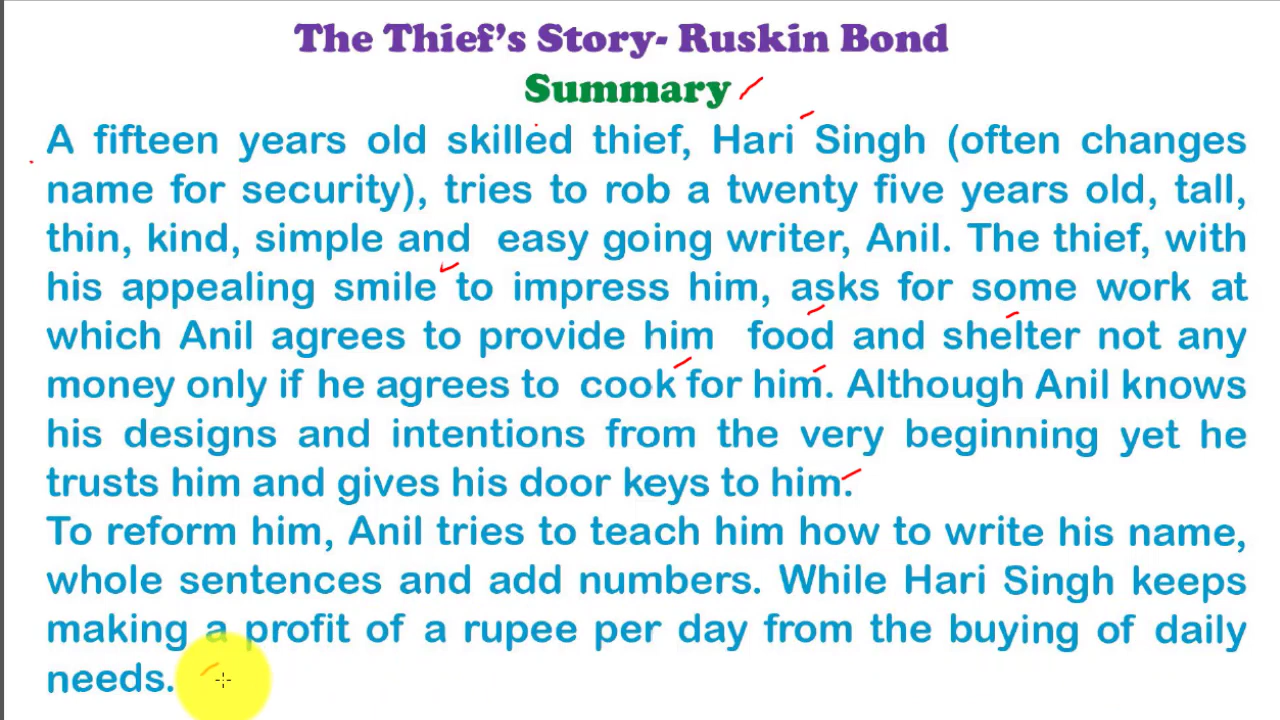 The Thief's Story- Ruskin Bond
Summary
A fifteen years old skilled thief, Hari Singh (often changes
name for security), tries to rob a twenty five years old, tall,
thin, kind, simple and easy going writer, Anil. The thief, with
his appealing smile to impress him, asks for some work at
which Anil agrees to provide him food and shelter not any
money only if he agrees to cook for him. Although Anil knows
his designs and intentions from the very beginning yet he
trusts him and gives his door keys to him.
To reform him, Anil tries to teach him how to write his name,
whole sentences and add numbers. While Hari Singh keeps
making a profit of a rupee per day from the buying of daily
needs.